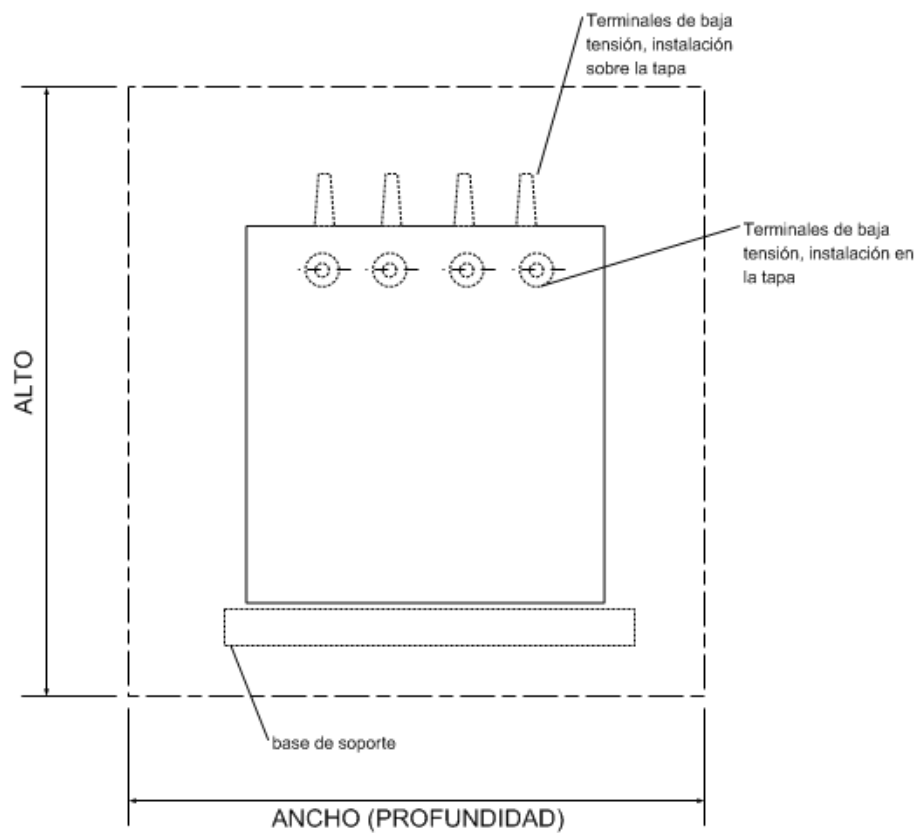 Terminales de baja
tensión, instalación
sobre la tapa
Terminales de baja
tensión, instalación en
la tapa
ALTO
base de soporte
ANCHO (PROFUNDIDAD)